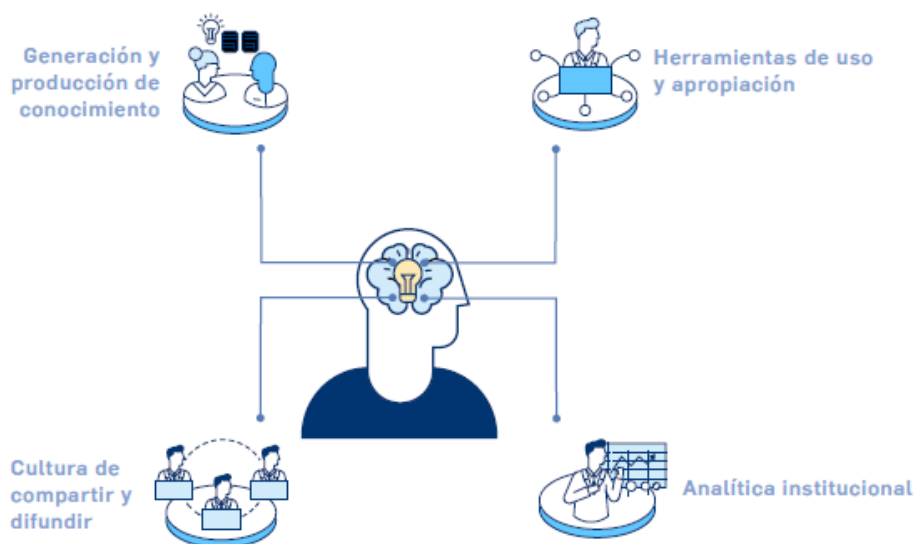 Generación y
producción de
conocimiento
Herramientas de uso
y apropiación
Cultura de
compartir y
difundir
Analítica institucional